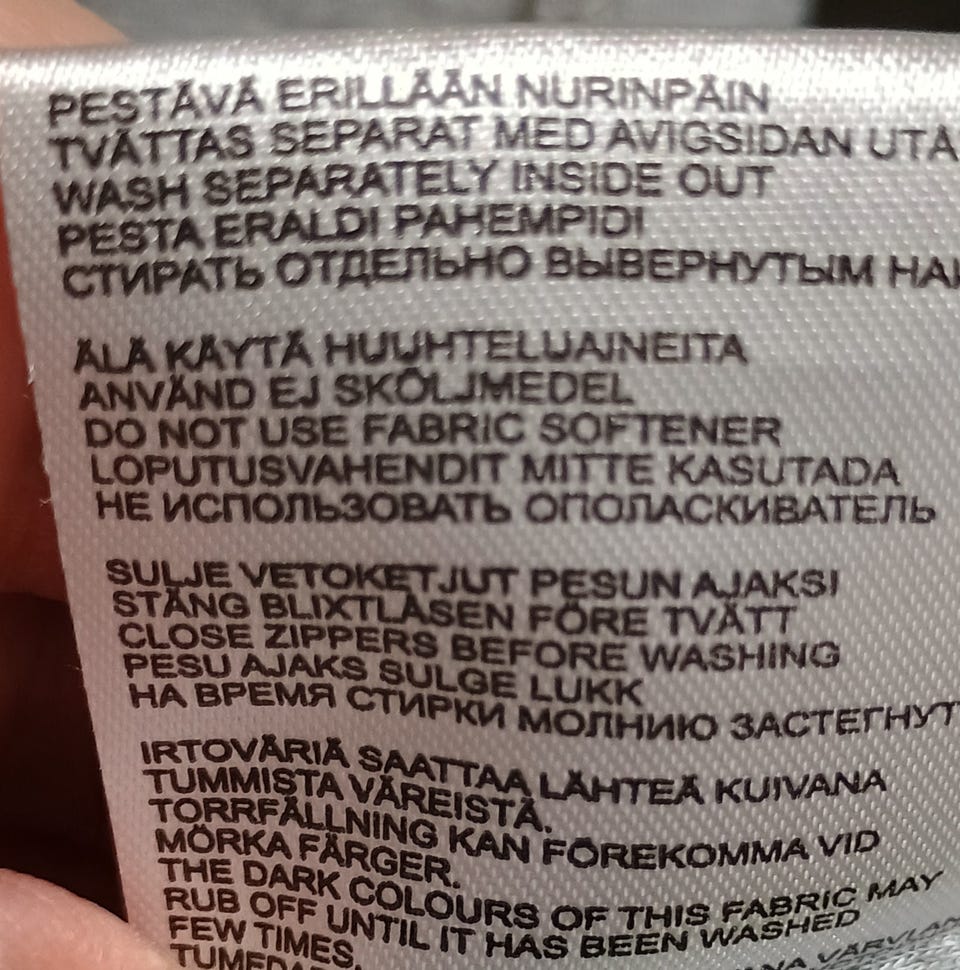 PESTÄVÄ ERILLÄÄN NURINPÄIN
TVÄTTAS SEPARAT MED AVIGSIDAN UTÅ
WASH SEPARATELY INSIDE OUT
PESTA ERALDI PAHEMPIDI
СТИРАТЬ ОТДЕЛЬНО ВЫВЕРНУТЫМ
ÄLÄ KÄYTÄ HUUHTELUAINEITA
ANVÄND EJ SKÖLJMEDEL
DO NOT USE FABRIC SOFTENER
LOPUTUSVAHENDIT MITTE KASUTADA
НЕ ИСПОЛЬЗОВАТЬ ОПОЛАСКИВАТЕЛЬ
SULJE VETOKETJUT PESUN AJAKSI
STÄNG BLIXTLÅSEN FÖRE TVÄTT
CLOSE ZIPPERS BEFORE WASHING
PESU AJAKS SULGE LUKK
НА ВРЕМЯ СТИРКИ МОЛНИЮ ЗАСТЕГНУТ
IRTOVÄRIÄ SAATTAA LÄHTEÄ KUIVANA
TUMMISTA VÄREISTÄ.
TORRFÄLLNING KAN FÖREKOMMA VID
MÖRKA FÄRGER.
THE DARK COLOURS OF THIS FABRIC MAY
RUB OFF UNTIL IT HAS BEEN WASHED
FEW TIMES.